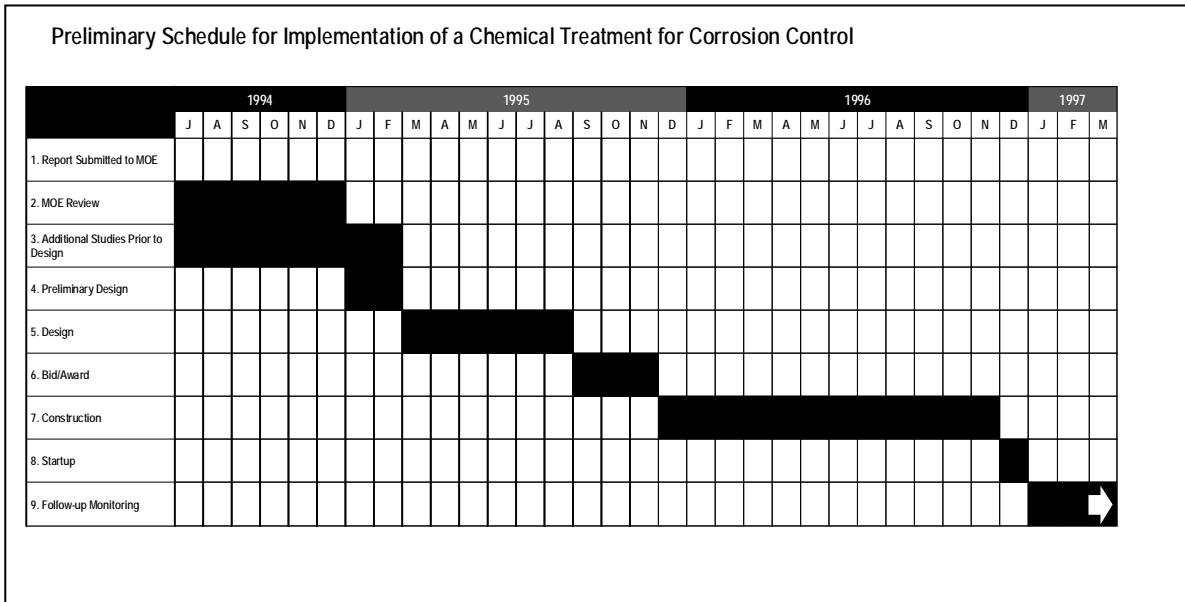 Preliminary Schedule for Implementation of a Chemical Treatment for Corrosion Control
1994 1995 1996 1997
J A S O N D J F M A M J J A S O N D J F M A M J J A S O N D J F M
1. Report Submitted to MOE
2. MOE Review
3. Additional Studies Prior to
Design
4. Preliminary Design
5. Design
6. Bid/Award
7. Construction
8. Startup
9. Follow-up Monitoring